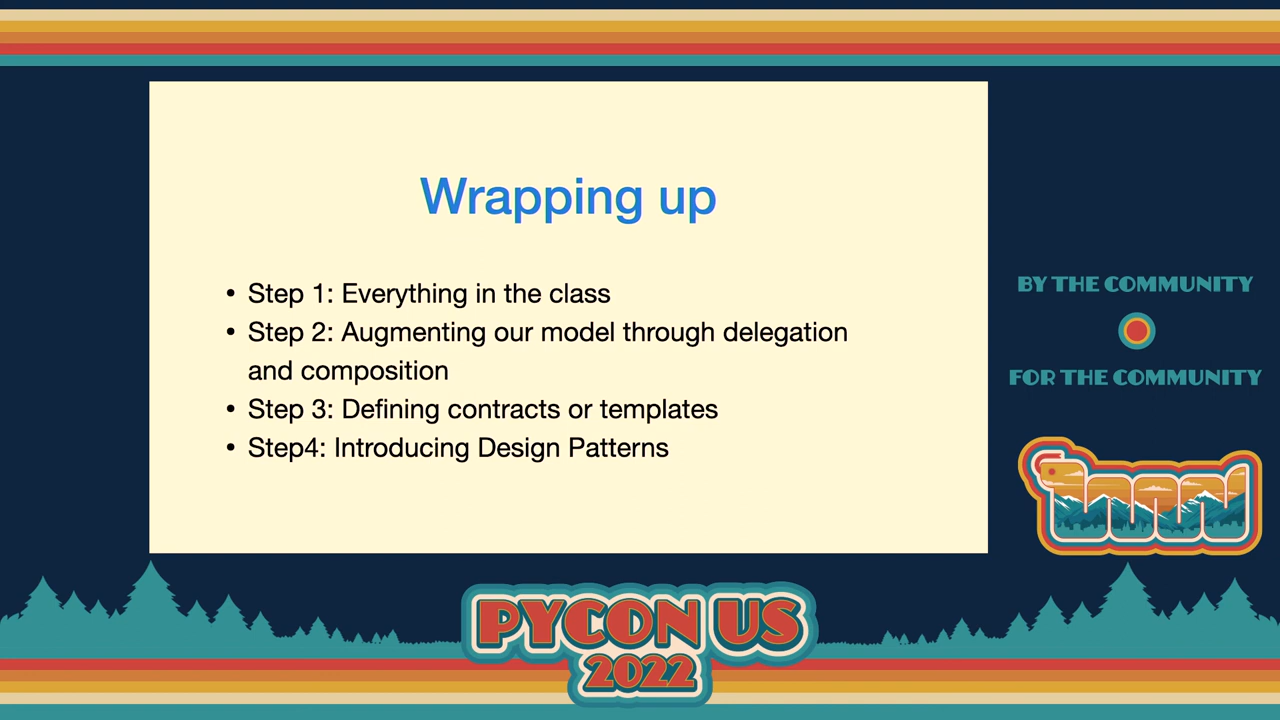 Wrapping up
• Step 1: Everything in the class
• Step 2: Augmenting our model through delegation
and composition
• Step 3: Defining contracts or templates
• Step4: Introducing Design Patterns
BY THE COMMUNITY
FOR THE COMMUNITY
PYCON US
2022